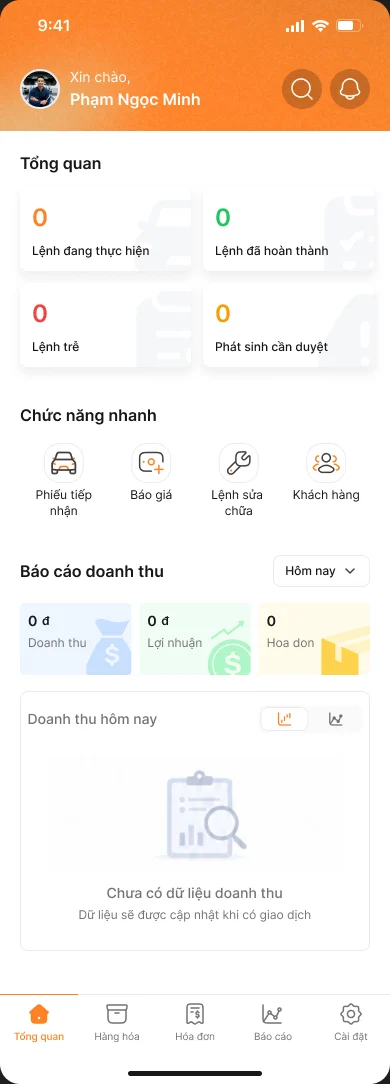 9:41
Xin chào,
Phạm Ngọc Minh
Tổng quan
0
Lệnh đang thực hiện
0
Lệnh đã hoàn thành
0
Lệnh trễ
0
Phát sinh cần duyệt
Chức năng nhanh
Phiếu tiếp
nhận
Báo giá
Lệnh sửa
chữa
Khách hàng
Báo cáo doanh thu
Hôm nay
0 đ
Doanh thu
0 đ
Lợi nhuận
0
Hoa don
Doanh thu hôm nay
Chưa có dữ liệu doanh thu
Dữ liệu sẽ được cập nhật khi có giao dịch
Tổng quan
Hàng hóa
Hóa đơn
Báo cáo
Cài đặt